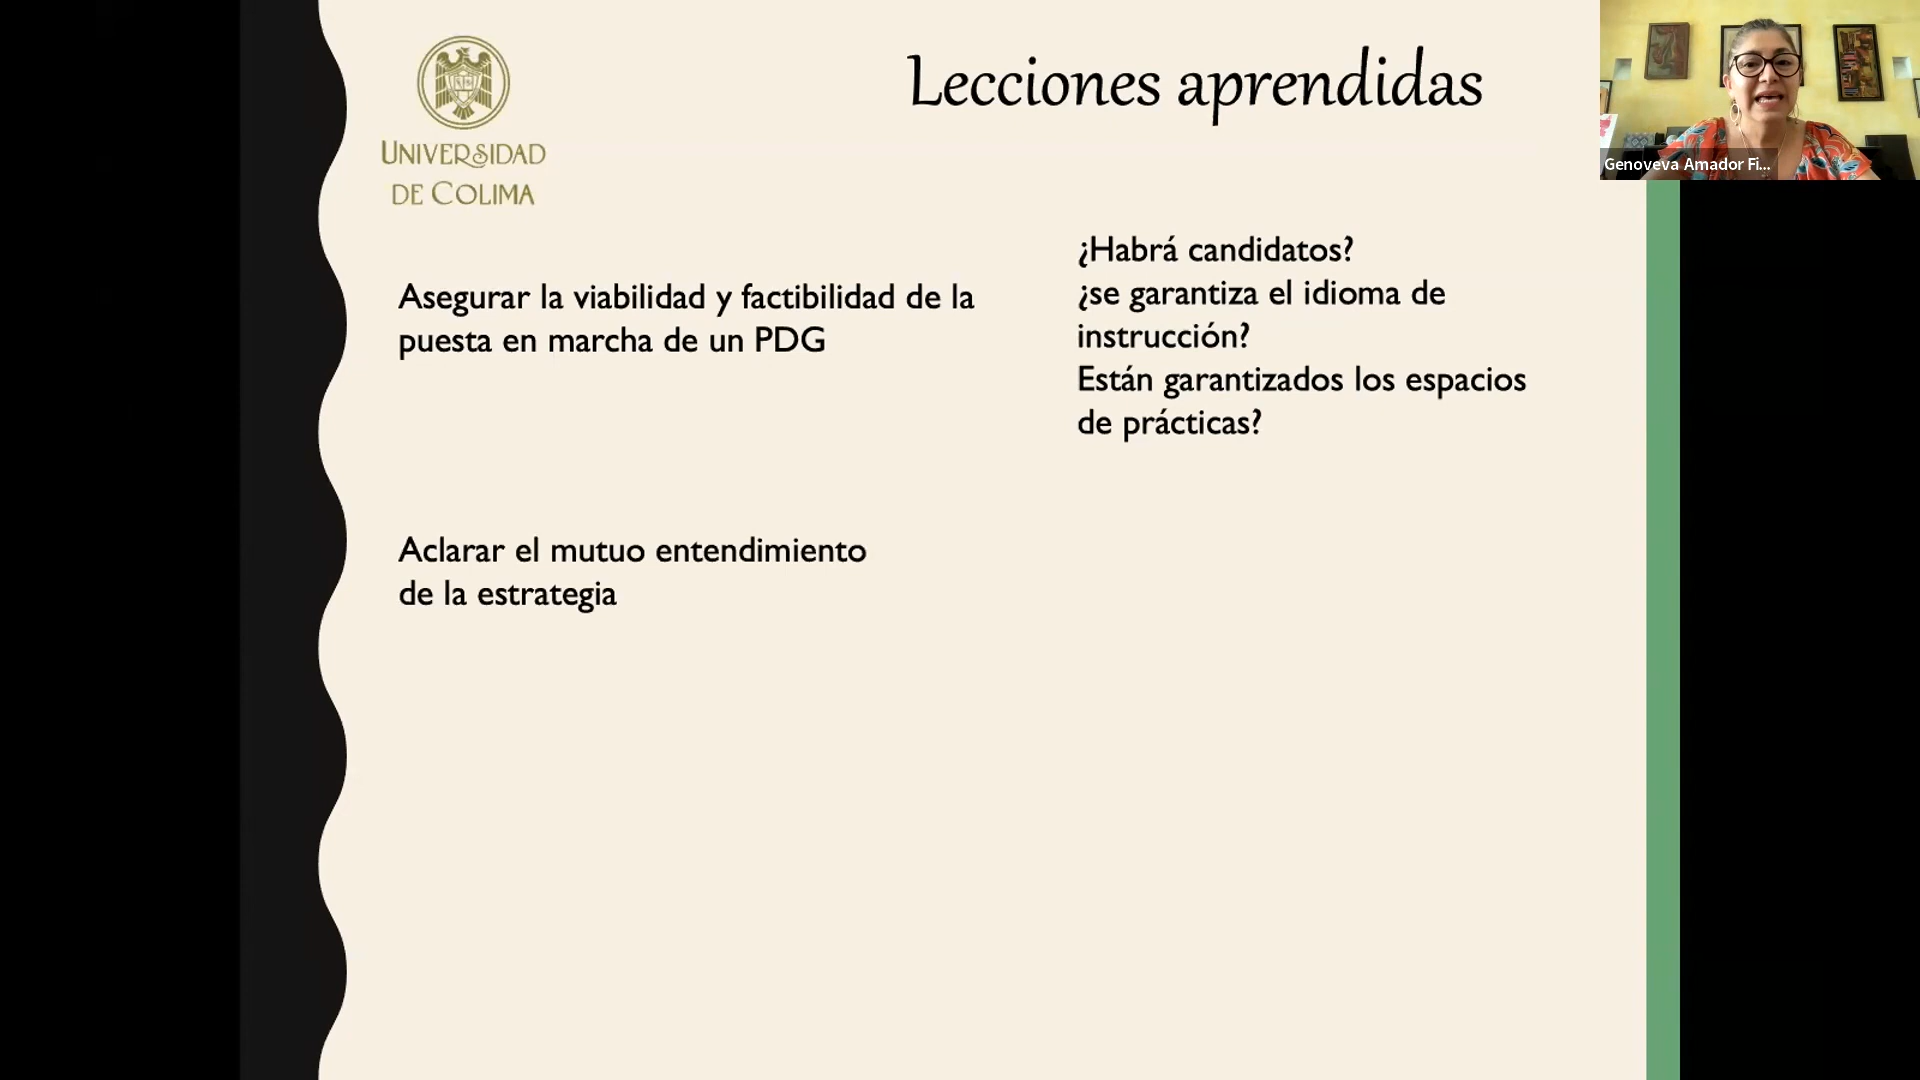 UNIVERSIDAD
DE COLIMA
Lecciones aprendidas
Genoveva Amador Fi...
Asegurar la viabilidad y factibilidad de la
puesta en marcha de un PDG
¿Habrá candidatos?
¿se garantiza el idioma de
instrucción?
Están garantizados los espacios
de prácticas?
Aclarar el mutuo entendimiento
de la estrategia